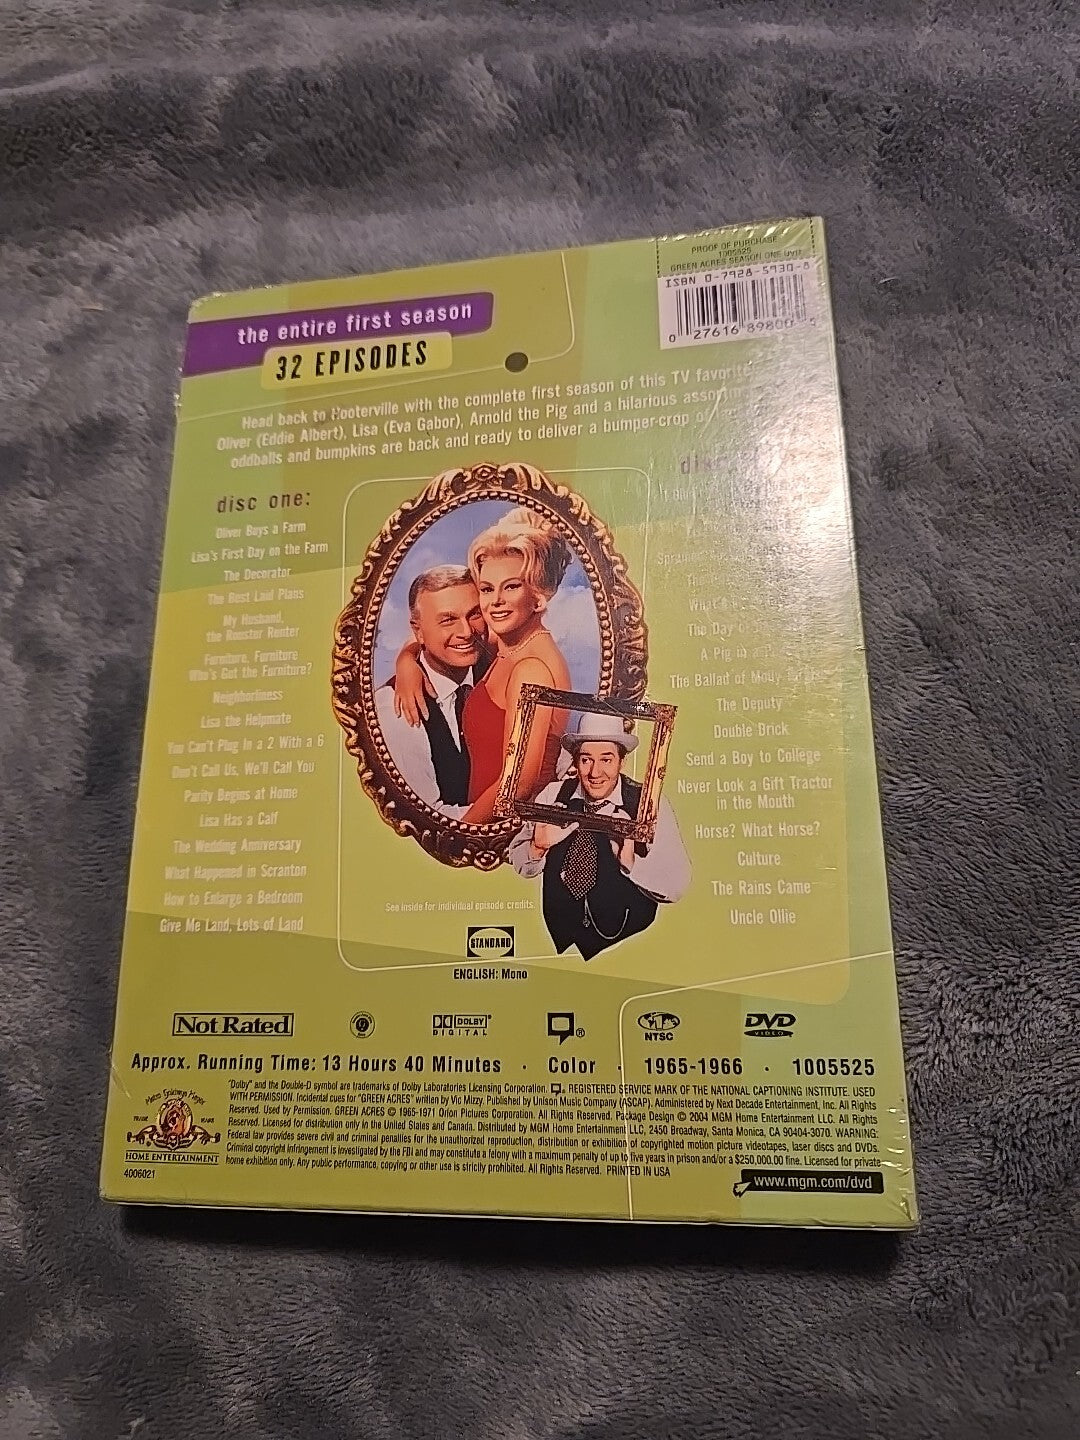 PROOF OF PURCHASE
1005525
GREEN ACRES SEASON ONE DVD
ISBN 0-7928-5930-8
0 27616 89800
the entire first season
32 EPISODES
Head back to Hooterville with the complete first season of this TV favorite
Oliver (Eddie Albert), Lisa (Eva Gabor), Arnold the Pig and a hilarious
oddballs and bumpkins are back and ready to deliver a bumper-crop of
disc one:
Oliver Buys a Farm
Lisa's First Day on the Farm
The Decorator
The Best Laid Plans
My Husband,
the Rooster Renter
Furniture, Furniture
Who's Got the Furniture?
Neighborliness
Lisa the Helpmate
You Can't Plug In a 2 With a 6
Don't Call Us, We'll Call You
Parity Begins at Home
Lisa Has a Calf
The Wedding Anniversary
What Happened in Scranton
How to Enlarge a Bedroom
Give Me Land, Lots of Land
The
What's
The Day
A Pig in a
The Ballad of Molly
The Deputy
Double Drick
Send a Boy to College
Never Look a Gift Tractor
in the Mouth
Horse? What Horse?
Culture
The Rains Came
Uncle Ollie
See inside for individual episode credits.
STANDARD
ENGLISH: Mono
Not Rated
DOLBY
DIGITAL
NTSC
DVD
VIDEO
Approx. Running Time: 13 Hours 40 Minutes · Color · 1965-1966 · 1005525
"Dolby" and the Double-D symbol are trademarks of Dolby Laboratories Licensing Corporation. REGISTERED SERVICE MARK OF THE NATIONAL CAPTIONING INSTITUTE. USED
WITH PERMISSION. Incidental cues for "GREEN ACRES" written by Vic Mizzy. Published by Unison Music Company (ASCAP). Administered by Next Decade Entertainment, Inc. All Rights
Reserved. Used by Permission. GREEN ACRES © 1965-1971 Orion Pictures Corporation. All Rights Reserved. Package Design © 2004 MGM Home Entertainment LLC. All Rights
Reserved. Licensed for distribution only in the United States and Canada. Distributed by MGM Home Entertainment LLC, 2450 Broadway, Santa Monica, CA 90404-3070. WARNING:
Federal law provides severe civil and criminal penalties for the unauthorized reproduction, distribution or exhibition of copyrighted motion pictures, videotapes, laser discs and DVDs.
Criminal copyright infringement is investigated by the FBI and may constitute a felony with a maximum penalty of up to five years in prison and/or a $250,000.00 fine. Licensed for private
home exhibition only. Any public performance, copying or other use is strictly prohibited. All Rights Reserved. PRINTED IN USA
HOME ENTERTAINMENT
4006021
www.mgm.com/dvd